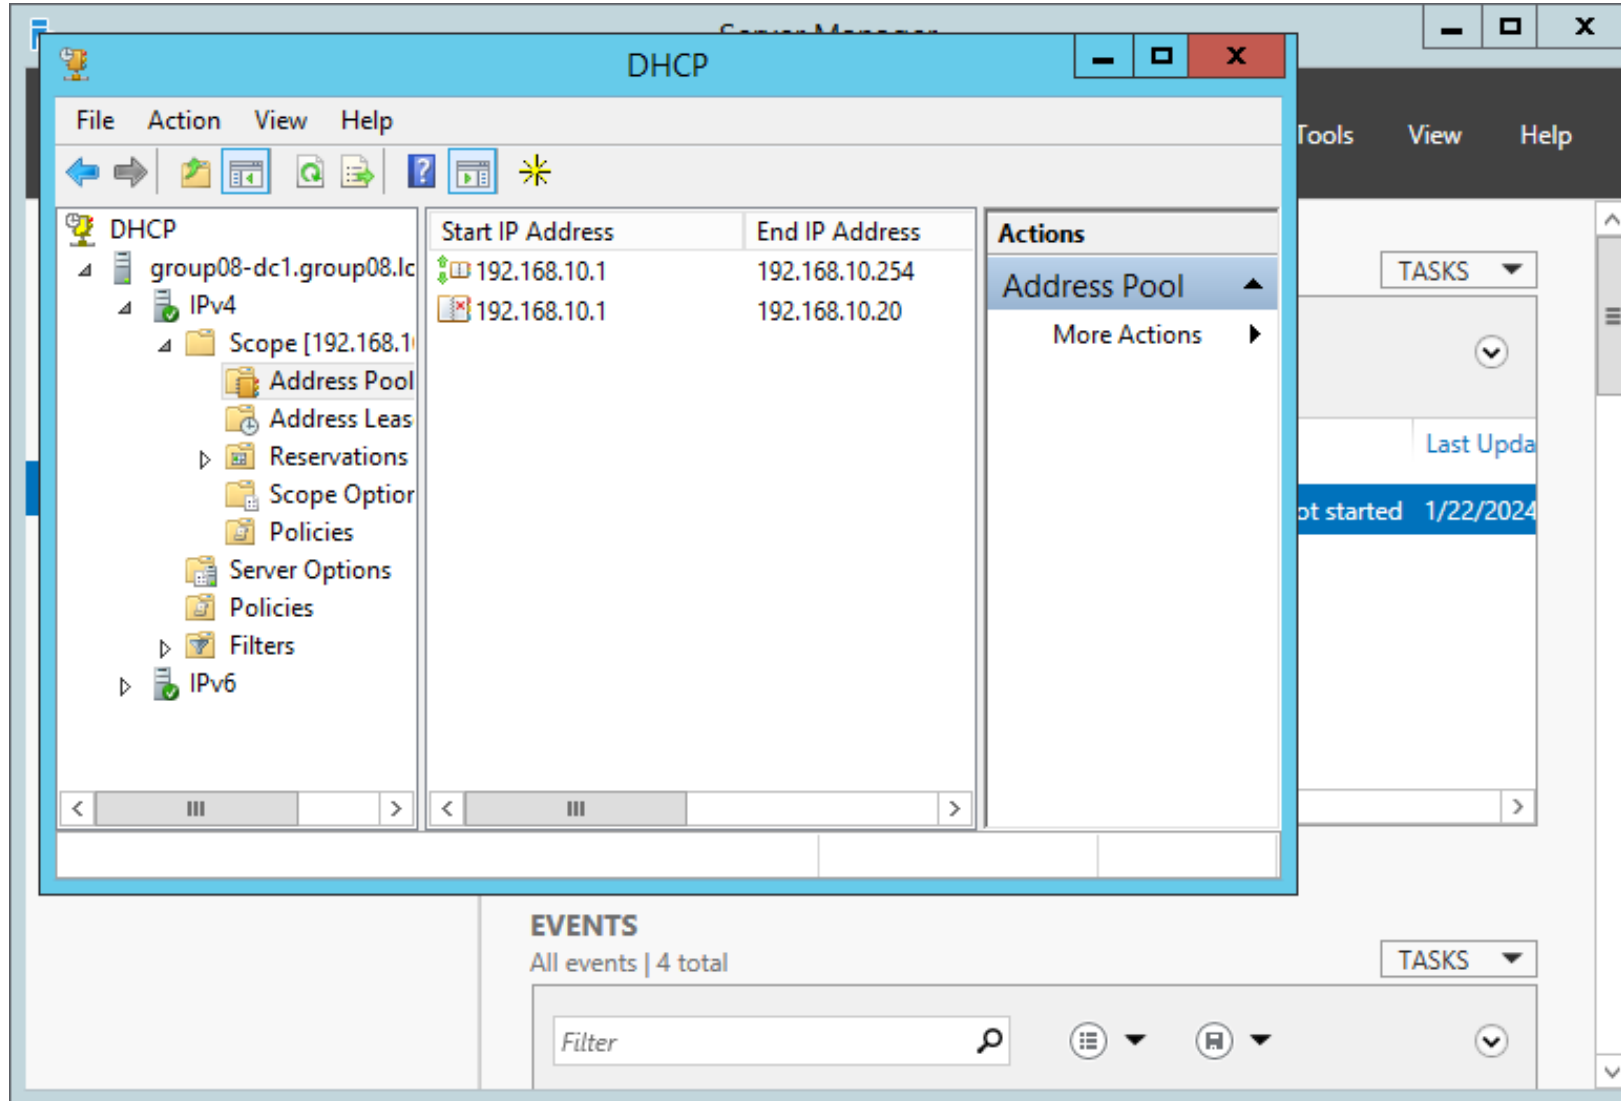 Server Manager
DHCP
File Action View Help
Tools View Help
DHCP
group08-dc1.group08.lc
IPv4
Scope [192.168.1
Address Pool
Address Leas
Reservations
Scope Option
Policies
Server Options
Policies
Filters
IPv6
Start IP Address End IP Address
192.168.10.1 192.168.10.254
192.168.10.1 192.168.10.20
Actions
Address Pool
More Actions
TASKS
Last Upda
ot started 1/22/2024
EVENTS
All events | 4 total
TASKS
Filter